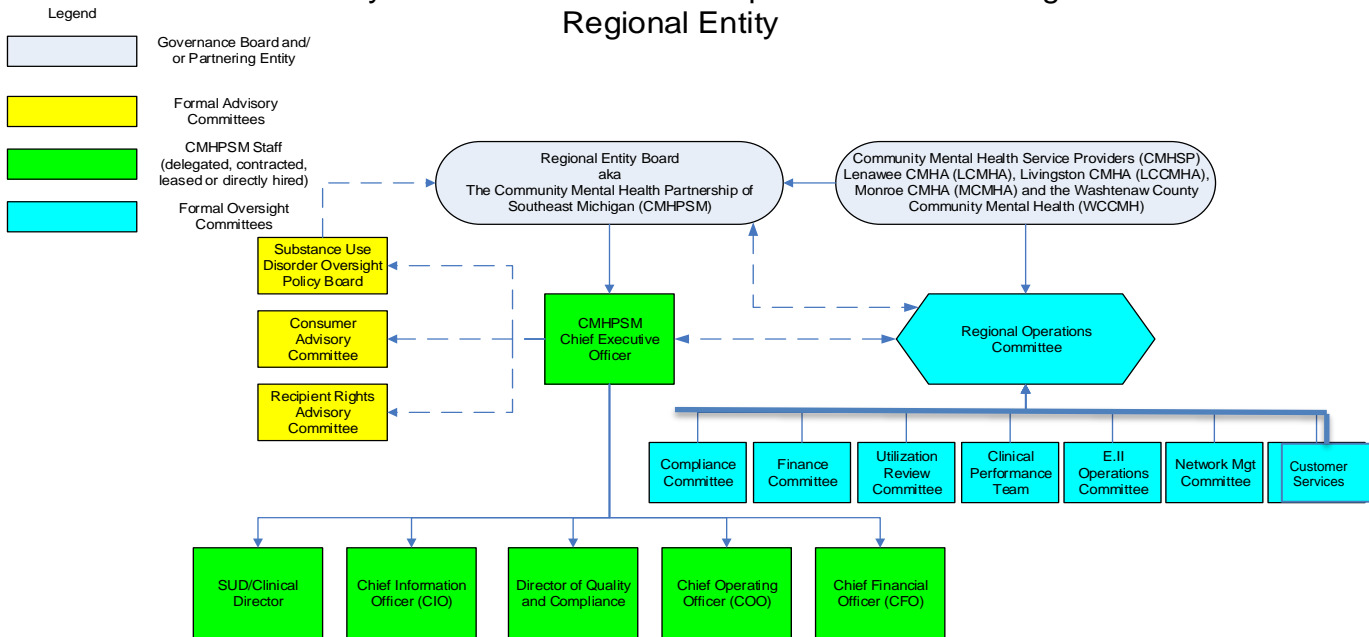 Regional Entity
Legend
Governance Board and/
or Partnering Entity
Formal Advisory
Committees
CMHPSM Staff
(delegated, contracted,
leased or directly hired)
Formal Oversight
Committees
Regional Entity Board
aka
The Community Mental Health Partnership of
Southeast Michigan (CMHPSM)
Community Mental Health Service Providers (CMHSP)
Lenawee CMHA (LCMHA), Livingston CMHA (LCCMHA),
Monroe CMHA (MCMHA) and the Washtenaw County
Community Mental Health (WCCMH)
Substance Use
Disorder Oversight
Policy Board
Consumer
Advisory
Committee
Recipient Rights
Advisory
Committee
CMHPSM
Chief Executive
Officer
Regional Operations
Committee
Compliance
Committee
Finance
Committee
Utilization
Review
Committee
Clinical
Performance
Team
E.II
Operations
Committee
Network Mgt
Committee
Customer
Services
SUD/Clinical
Director
Chief Information
Officer (CIO)
Director of Quality
and Compliance
Chief Operating
Officer (COO)
Chief Financial
Officer (CFO)